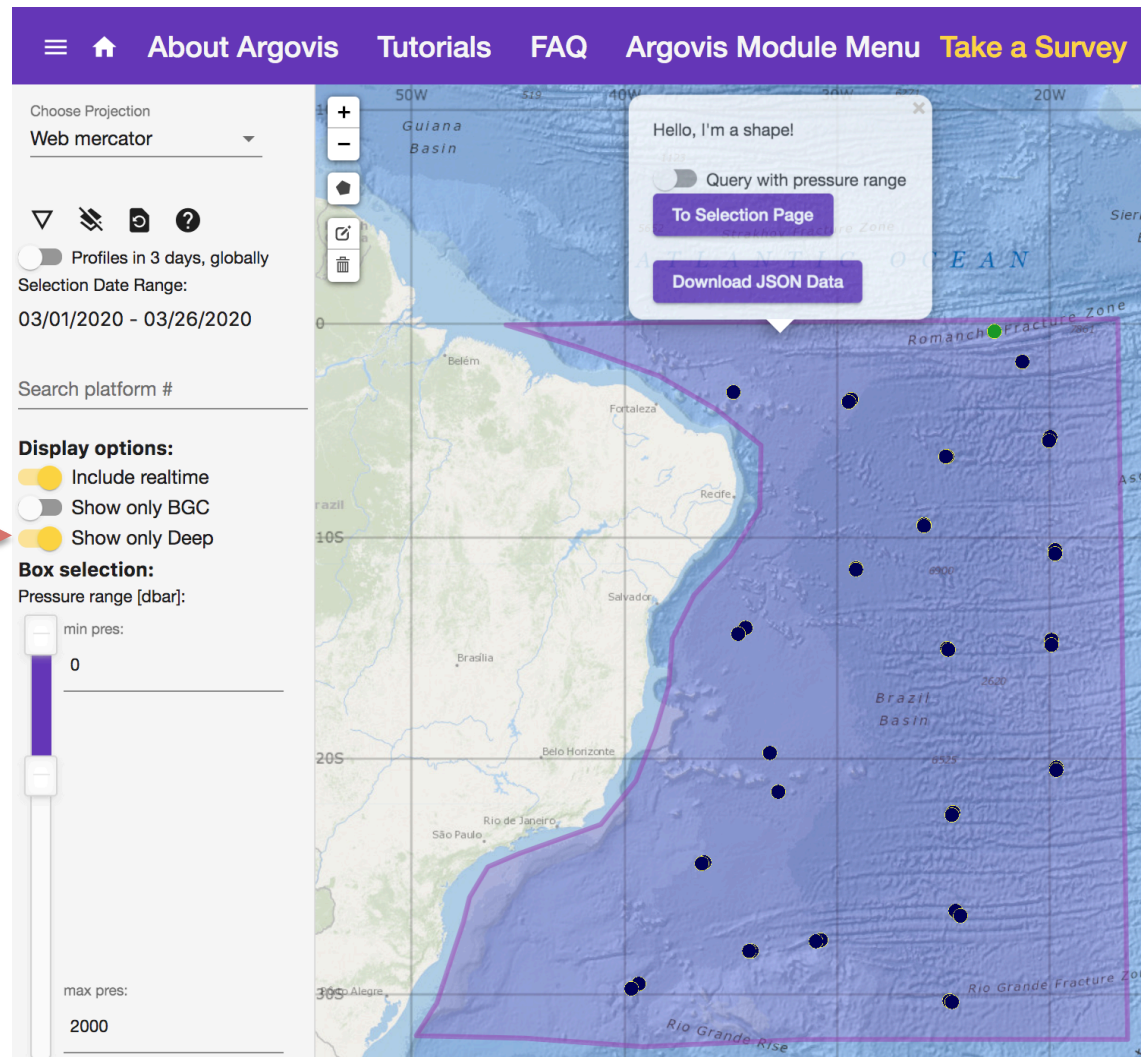 About Argovis Tutorials FAQ Argovis Module Menu Take a Survey
Choose Projection
Web mercator
Profiles in 3 days, globally
Selection Date Range:
03/01/2020 - 03/26/2020
Search platform #
Display options:
Include realtime
Show only BGC
Show only Deep
Box selection:
Pressure range [dbar]:
min pres:
0
max pres:
2000
+
−
50W
40W
20W
Guiana
Basin
Hello, I'm a shape!
Query with pressure range
To Selection Page
Download JSON Data
ATLANTIC OCEAN
0
Romanch Fracture Zone
Belém
Fortaleza
Recife
razil
10S
6900
Salvador
Brasília
2620
Brazil
Basin
20S
Belo Horizonte
Rio de Janeiro
São Paulo
30S
Alegre
Rio Grande Fracture Zo
Rio Grande Rise